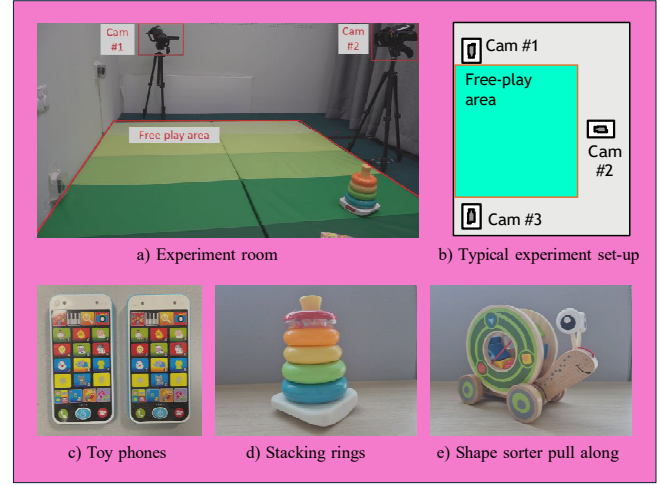 Cam
#1
Cam
#2
Free play area
a) Experiment room
Cam #1
Free-play
area
Cam
#2
Cam #3
b) Typical experiment set-up
c) Toy phones
d) Stacking rings
e) Shape sorter pull along